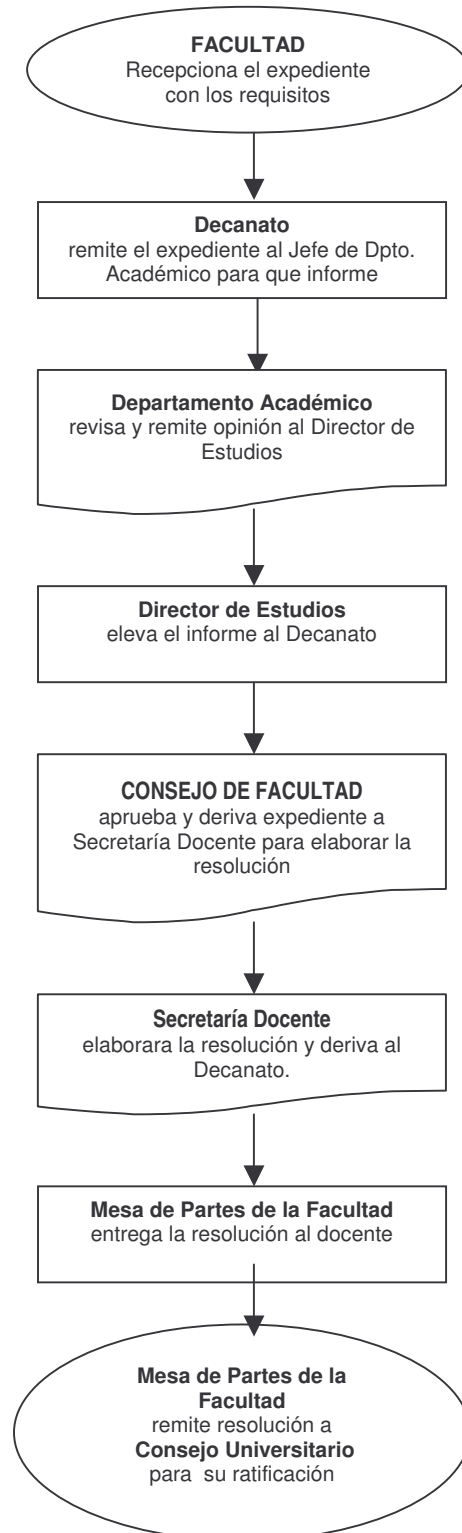 FACULTAD
Recepciona el expediente
con los requisitos
Decanato
remite el expediente al Jefe de Dpto.
Académico para que informe
Departamento Académico
revisa y remite opinión al Director de
Estudios
Director de Estudios
eleva el informe al Decanato
CONSEJO DE FACULTAD
aprueba y deriva expediente a
Secretaría Docente para elaborar la
resolución
Secretaría Docente
elaborara la resolución y deriva al
Decanato.
Mesa de Partes de la Facultad
entrega la resolución al docente
Mesa de Partes de la
Facultad
remite resolución a
Consejo Universitario
para su ratificación